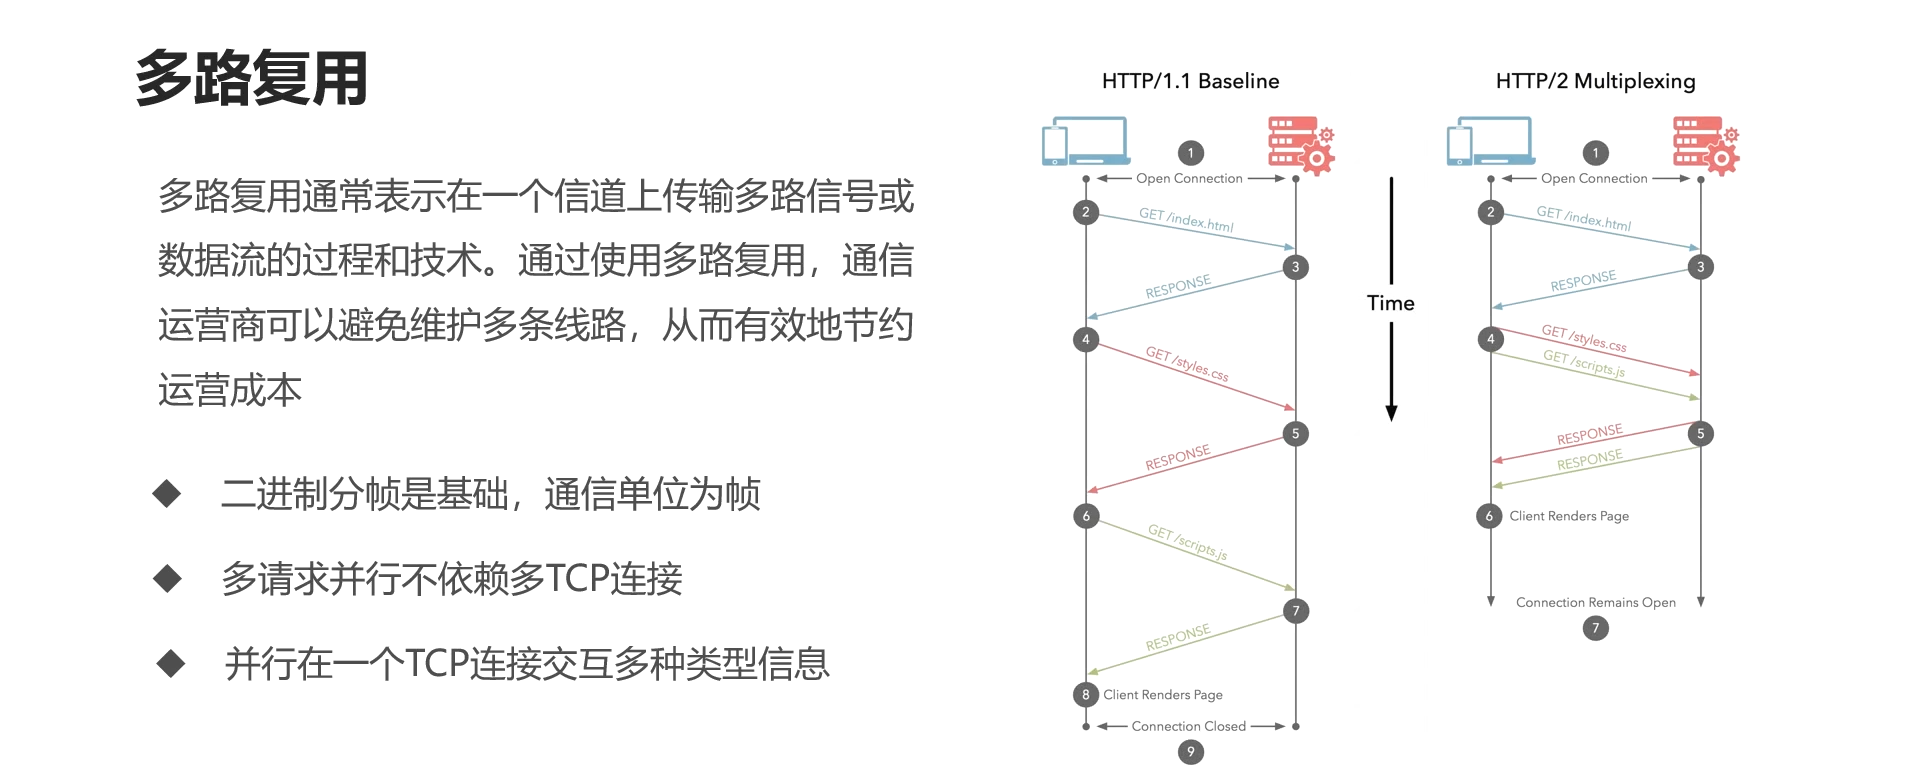 多路复用
多路复用通常表示在一个信道上传输多路信号或
数据流的过程和技术。通过使用多路复用，通信
运营商可以避免维护多条线路，从而有效地节约
运营成本
◆ 二进制分帧是基础，通信单位为帧
◆ 多请求并行不依赖多TCP连接
◆ 并行在一个TCP连接交互多种类型信息
HTTP/1.1 Baseline
1
Open Connection
2
GET /index.html
3
RESPONSE
4
GET /styles.css
5
RESPONSE
6
GET /scripts.js
7
RESPONSE
8 Client Renders Page
Connection Closed
9
Time
HTTP/2 Multiplexing
1
Open Connection
2
GET /index.html
3
RESPONSE
4
GET /styles.css
GET /scripts.js
5
RESPONSE
RESPONSE
6 Client Renders Page
Connection Remains Open
7